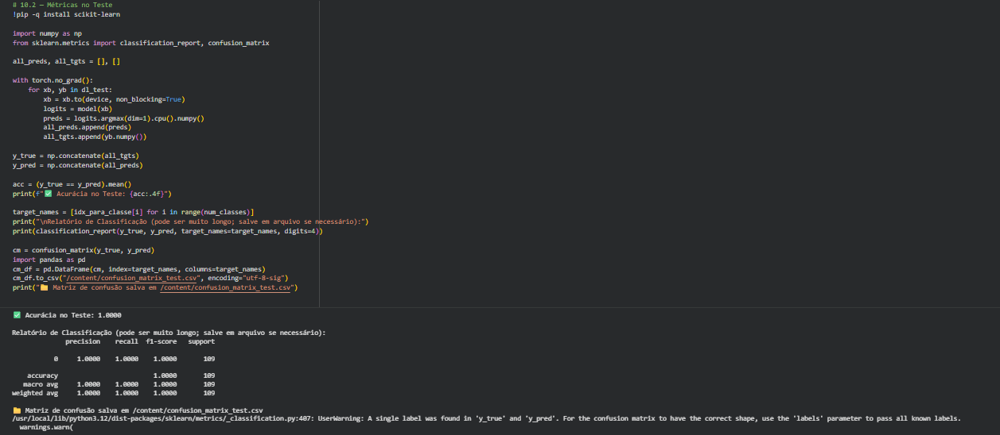 # 10.2 — Métricas no Teste
!pip -q install scikit-learn
import numpy as np
from sklearn.metrics import classification_report, confusion_matrix
all_preds, all_tgts = [], []
with torch.no_grad():
    for xb, yb in dl_test:
        xb = xb.to(device, non_blocking=True)
        logits = model(xb)
        preds = logits.argmax(dim=1).cpu().numpy()
        all_preds.append(preds)
        all_tgts.append(yb.numpy())
y_true = np.concatenate(all_tgts)
y_pred = np.concatenate(all_preds)
acc = (y_true == y_pred).mean()
print(f"✅ Acurácia no Teste: {acc:.4f}")
target_names = [idx_para_classe[i] for i in range(num_classes)]
print("\nRelatório de Classificação (pode ser muito longo; salve em arquivo se necessário):")
print(classification_report(y_true, y_pred, target_names=target_names, digits=4))
cm = confusion_matrix(y_true, y_pred)
import pandas as pd
cm_df = pd.DataFrame(cm, index=target_names, columns=target_names)
cm_df.to_csv("/content/confusion_matrix_test.csv", encoding="utf-8-sig")
print("📁 Matriz de confusão salva em /content/confusion_matrix_test.csv")
✅ Acurácia no Teste: 1.0000
Relatório de Classificação (pode ser muito longo; salve em arquivo se necessário):
              precision    recall  f1-score   support
           0     1.0000    1.0000    1.0000       109
    accuracy                         1.0000       109
   macro avg     1.0000    1.0000    1.0000       109
weighted avg     1.0000    1.0000    1.0000       109
📁 Matriz de confusão salva em /content/confusion_matrix_test.csv
/usr/local/lib/python3.12/dist-packages/sklearn/metrics/_classification.py:407: UserWarning: A single label was found in 'y_true' and 'y_pred'. For the confusion matrix to have the correct shape, use the 'labels' parameter to pass all known labels.
  warnings.warn(